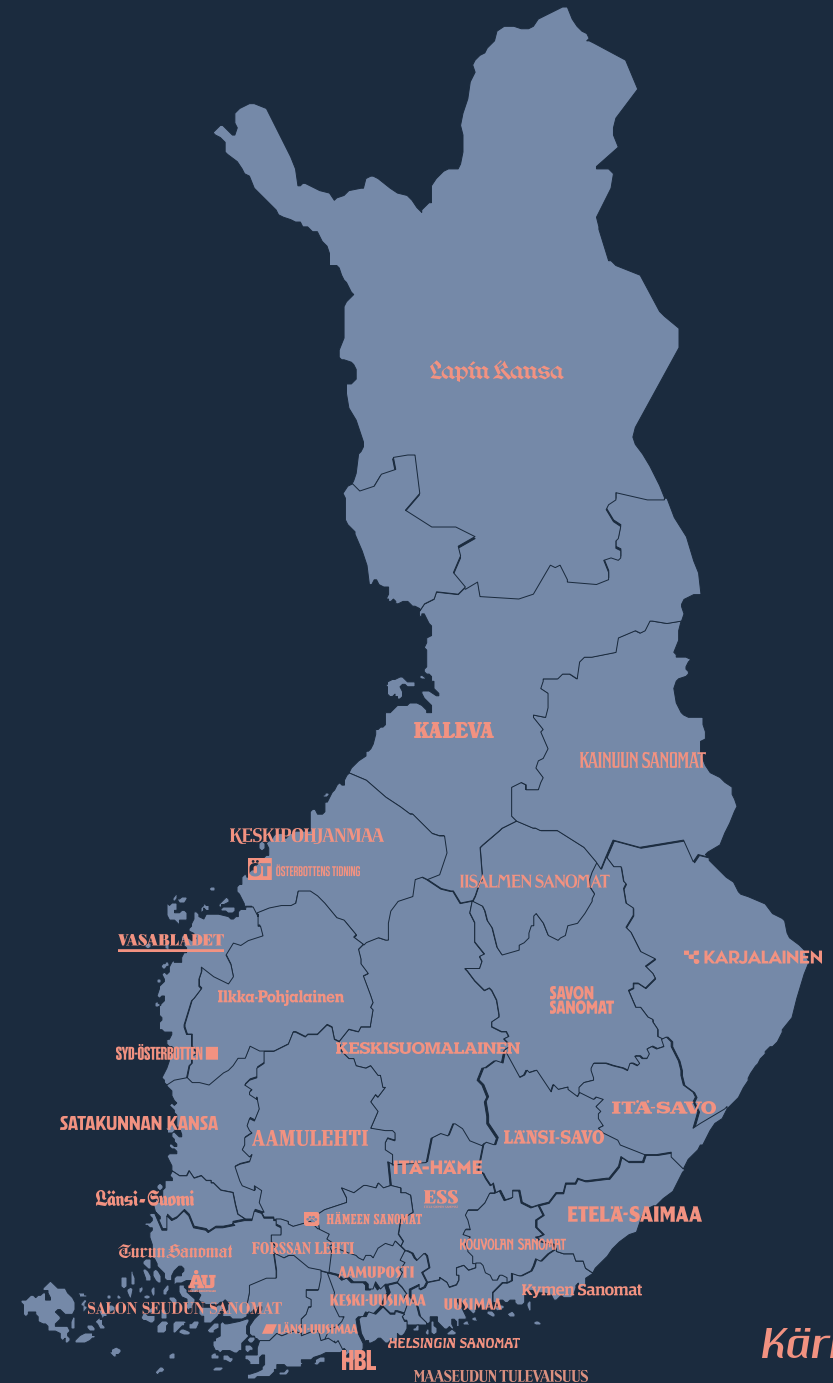 Lapin Kansa
KALEVA
KAINUUN SANOMAT
KESKIPOHJANMAA
ÖT ÖSTERBOTTENS TIDNING
IISALMEN SANOMAT
VASABLADET
KARJALAINEN
Ilkka-Pohjalainen
SAVON
SANOMAT
KESKISUOMALAINEN
SYD-ÖSTERBOTTEN
ITÄ-SAVO
SATAKUNNAN KANSA
AAMULEHTI
LÄNSI-SAVO
ITÄ-HÄME
Länsi-Suomi
ESS
ETELÄ-SAIMAA
HÄMEEN SANOMAT
Turun Sanomat
FORSSAN LEHTI
KOUVOLAN SANOMAT
AAMUPOSTI
ÅU
Kymen Sanomat
SALON SEUDUN SANOMAT
KESKI-UUSIMAA
UUSIMAA
LÄNSI-UUSIMAA
HELSINGIN SANOMAT
HBL
MAASEUDUN TULEVAISUUS